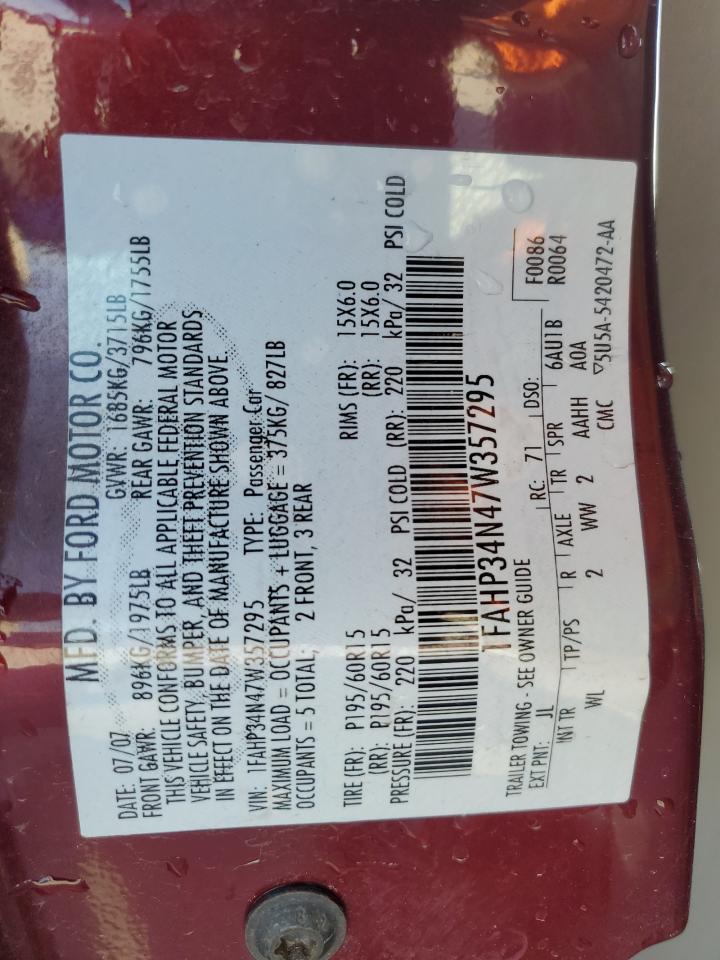 MFD. BY FORD MOTOR CO.
DATE: 07/07 GVWR: 1685KG/3715LB
FRONT GAWR: 896KG/1975LB REAR GAWR: 796KG/1755LB
THIS VEHICLE CONFORMS TO ALL APPLICABLE FEDERAL MOTOR
VEHICLE SAFETY, BUMPER, AND THEFT PREVENTION STANDARDS
IN EFFECT ON THE DATE OF MANUFACTURE SHOWN ABOVE.
VIN: 1FAHP34N47W357295 TYPE: Passenger Car
MAXIMUM LOAD = OCCUPANTS + LUGGAGE = 375KG/ 827LB
OCCUPANTS = 5 TOTAL; 2 FRONT, 3 REAR
TIRE (FR): P195/60R15 RIMS (FR): 15X6.0
(RR): P195/60R15 (RR): 15X6.0
PRESSURE (FR): 220 kPa/ 32 PSI COLD (RR): 220 kPa/ 32 PSI COLD
1FAHP34N47W357295
TRAILER TOWING - SEE OWNER GUIDE F0086
EXT PNT: JL RC: 71 DSO: R0064
INT TR TP/PS R AXLE TR SPR 6AU1B
WL 2 WW 2 AAHH A0A
CMC ▽5U5A-5420472-AA